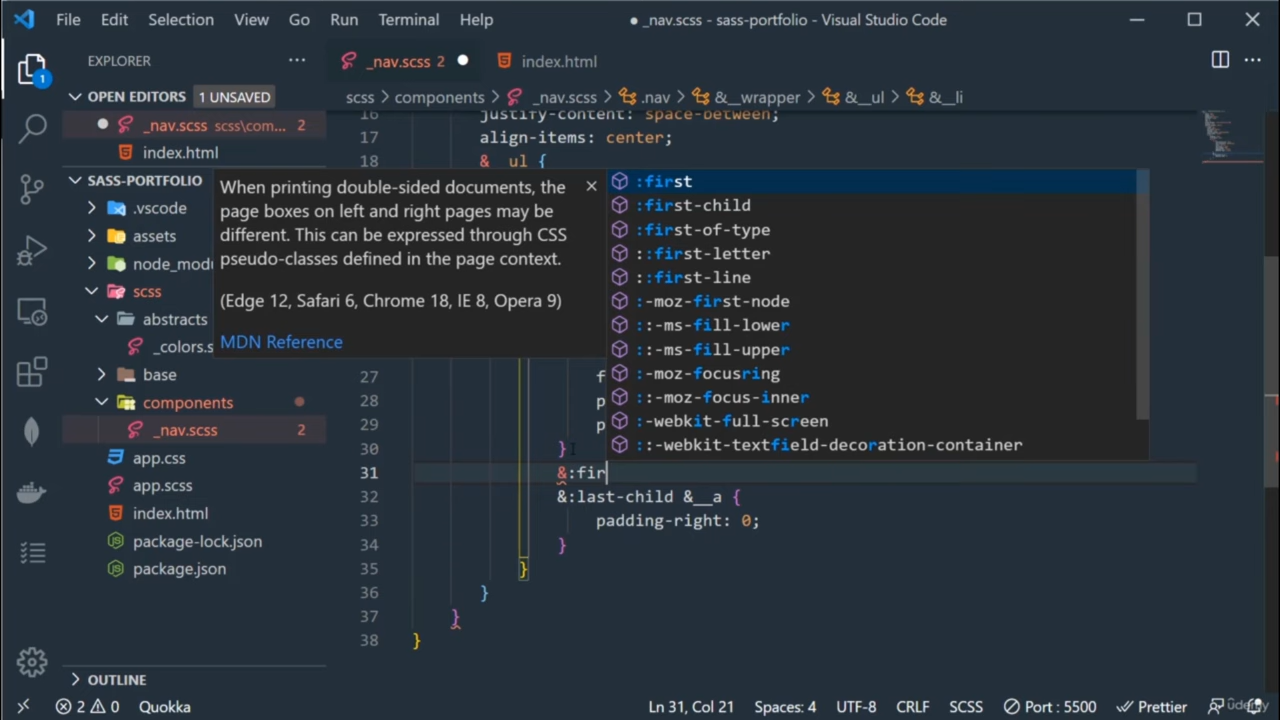 File Edit Selection View Go Run Terminal Help
● _nav.scss - sass-portfolio - Visual Studio Code
EXPLORER
_nav.scss 2 ●
index.html
OPEN EDITORS 1 UNSAVED
scss > components > _nav.scss > .nav > &__wrapper > &__ul > &__li
● _nav.scss scss\com... 2
index.html
SASS-PORTFOLIO
.vscode
assets
node_modu
scss
abstracts
_colors.s
base
components
_nav.scss 2
app.css
app.scss
index.html
package-lock.json
package.json
OUTLINE
16 justify-content: space-between;
17 align-items: center;
18 &__ul {
When printing double-sided documents, the
page boxes on left and right pages may be
different. This can be expressed through CSS
pseudo-classes defined in the page context.
(Edge 12, Safari 6, Chrome 18, IE 8, Opera 9)
MDN Reference
:first
:first-child
:first-of-type
::first-letter
::first-line
:-moz-first-node
::-ms-fill-lower
::-ms-fill-upper
:-moz-focusring
::-moz-focus-inner
:-webkit-full-screen
::-webkit-textfield-decoration-container
27 f
28 p
29 p
30 }
31 &:fir
32 &:last-child &__a {
33 padding-right: 0;
34 }
35 }
36 }
37 }
38 }
2 0 Quokka
Ln 31, Col 21 Spaces: 4 UTF-8 CRLF SCSS Port : 5500 Prettier
1
udemy